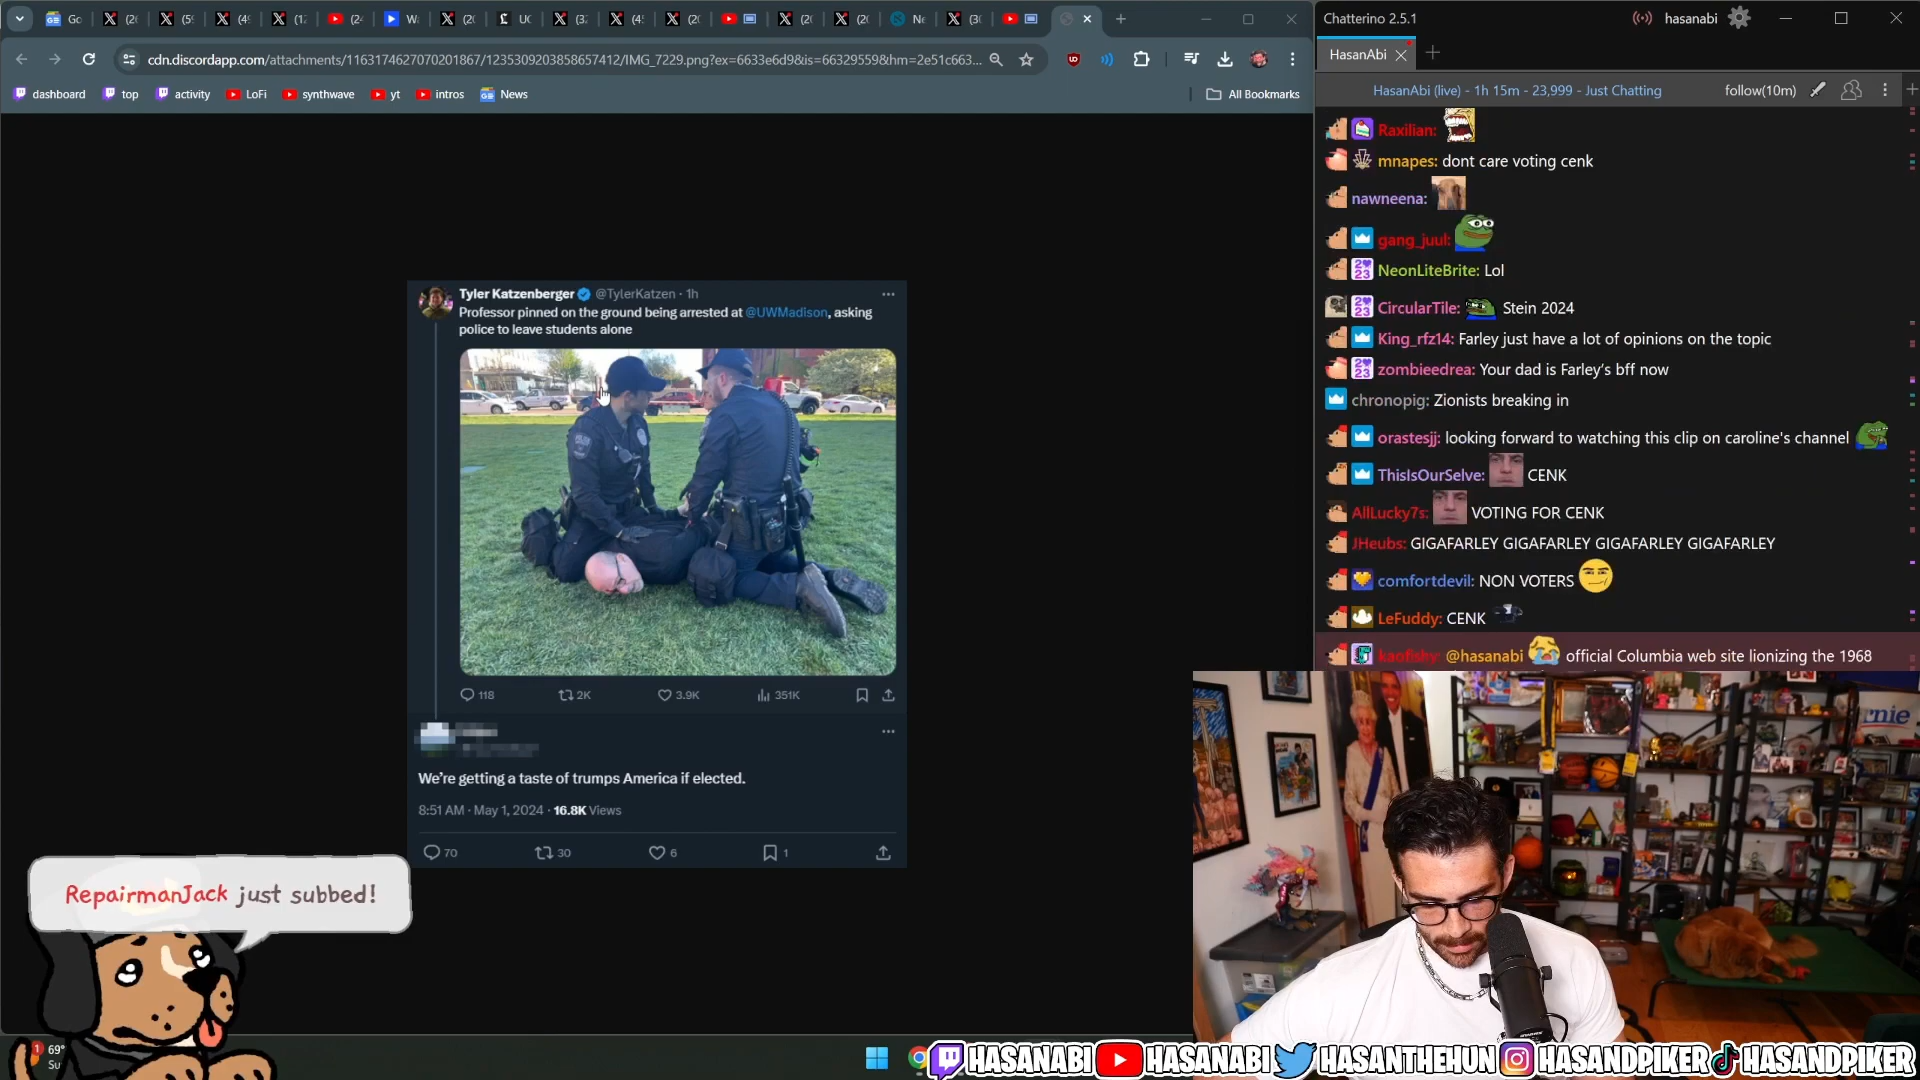 Go
W
UC
Ne
Chatterino 2.5.1
hasanabi
cdn.discordapp.com/attachments/1163174627070201867/1235309203858657412/IMG_7229.png?ex=6633e6d9&is=66329559&hm=2e51c663...
HasanAbi
dashboard
top
activity
LoFi
synthwave
yt
intros
News
All Bookmarks
HasanAbi (live) - 1h 15m - 23,999 - Just Chatting
follow(10m)
Raxilian:
mnapes: dont care voting cenk
nawneena:
gang_juul:
NeonLiteBrite: Lol
CircularTile: Stein 2024
King_rfz14: Farley just have a lot of opinions on the topic
zombieedrea: Your dad is Farley's bff now
chronopig: Zionists breaking in
orastesjj: looking forward to watching this clip on caroline's channel
ThisIsOurSelve: CENK
AllLucky7s: VOTING FOR CENK
JHeubs: GIGAFARLEY GIGAFARLEY GIGAFARLEY GIGAFARLEY
comfortdevil: NON VOTERS
LeFuddy: CENK
kaofishy: @hasanabi official Columbia web site lionizing the 1968
Tyler Katzenberger @TylerKatzen · 1h
Professor pinned on the ground being arrested at @UWMadison, asking
police to leave students alone
118 2K 3.9K 351K
We're getting a taste of trumps America if elected.
8:51 AM · May 1, 2024 · 16.8K Views
70 30 6 1
RepairmanJack just subbed!
1
69°
Su
HASANABI HASANABI HASANTHEHUN HASANDPIKER HASANDPIKER